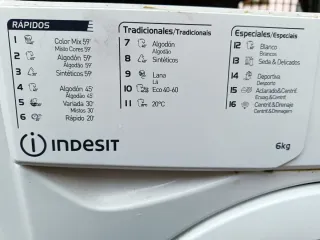 RÁPIDOS
1 Color Mix 59'
Misto Cores 59'
2 Algodón 59'
Algodão 59'
3 Sintéticos 59'
4 Algodón 45'
Algodão 45'
5 Variada 30'
Mistos 30'
6 Rápido 20'
Tradicionales/Tradicionais
7 Algodón
Algodão
8 Sintéticos
9 Lana
Lã
10 Eco 40-60
11 20°C
Especiales/Especiais
12 Blanco
Brancos
13 Seda & Delicados
14 Deportiva
Desporto
15 Aclarado&Centrif.
Enxag&Centrif
16 Centrif.&Drenaje
Centrif.&Drenagem
INDESIT
6kg